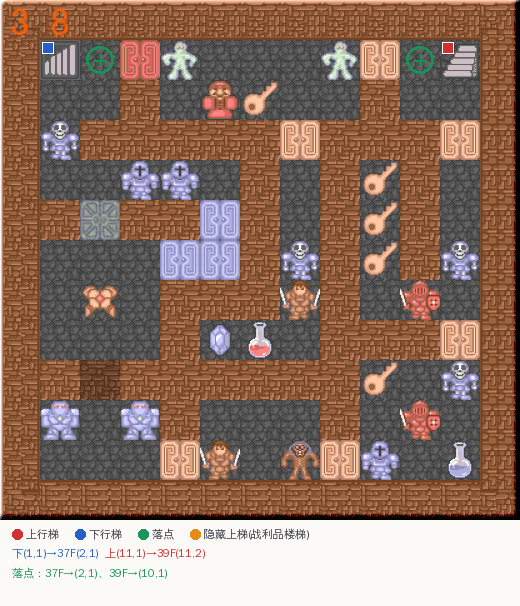 38
上行梯 下行梯 落点 隐藏上梯(战利品楼梯)
下(1,1)→37F(2,1) 上(11,1)→39F(11,2)
落点：37F→(2,1)、39F→(10,1)